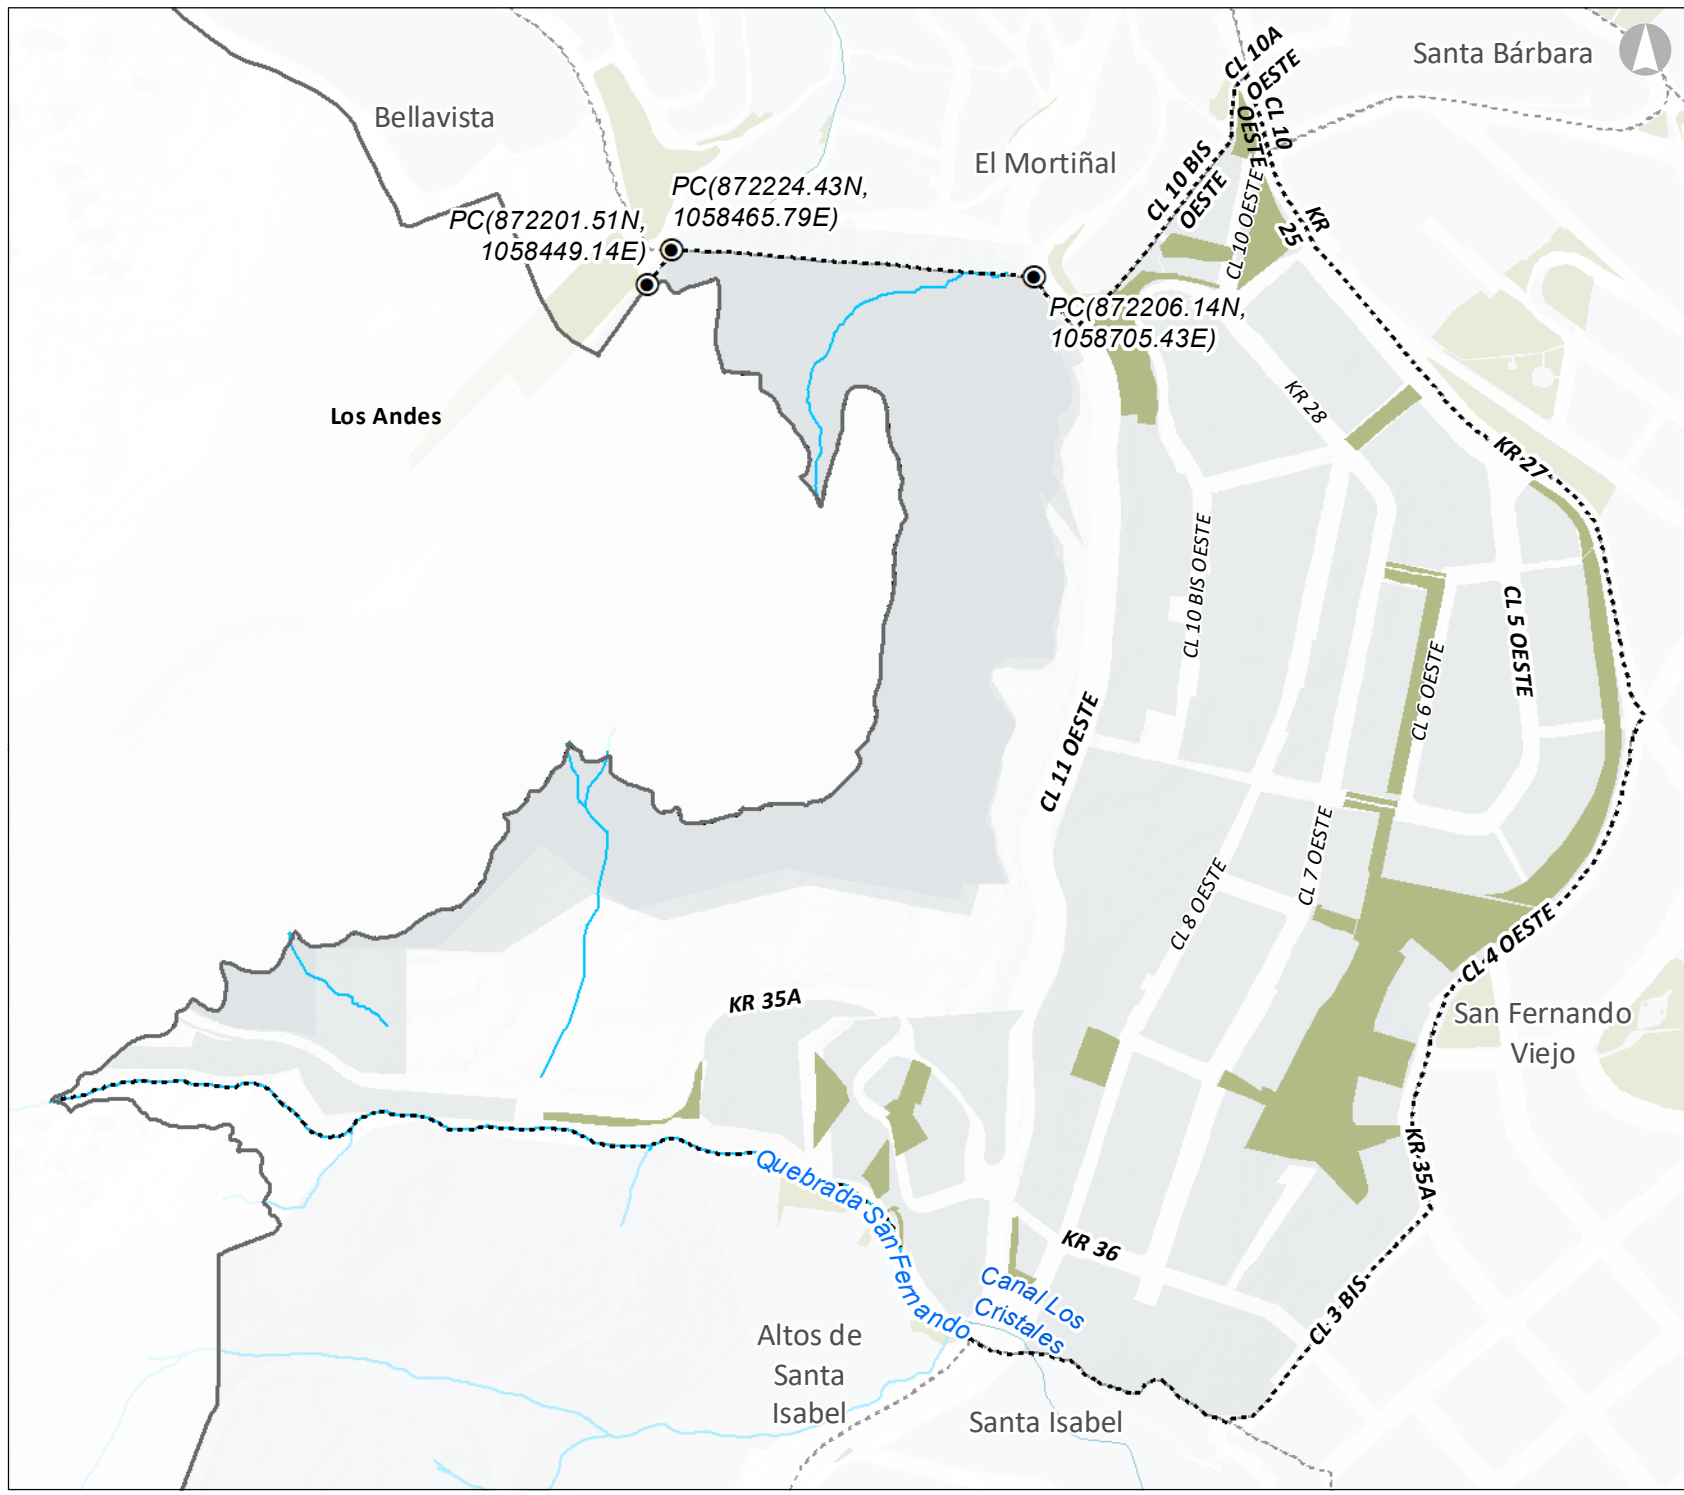 CL 10A
OESTE
Santa Bárbara
Bellavista
CL 10
OESTE
El Mortiñal
CL 10 BIS
OESTE
PC(872224.43N,
1058465.79E)
PC(872201.51N,
1058449.14E)
CL 10 OESTE
KR
25
PC(872206.14N,
1058705.43E)
Los Andes
KR 28
KR 27
CL 10 BIS OESTE
CL 5 OESTE
CL 6 OESTE
CL 11 OESTE
CL 7 OESTE
CL 8 OESTE
CL 4 OESTE
KR 35A
San Fernando
Viejo
KR 35A
Quebrada San Fernando
KR 36
Canal Los
Cristales
CL 3 BIS
Altos de
Santa
Isabel
Santa Isabel